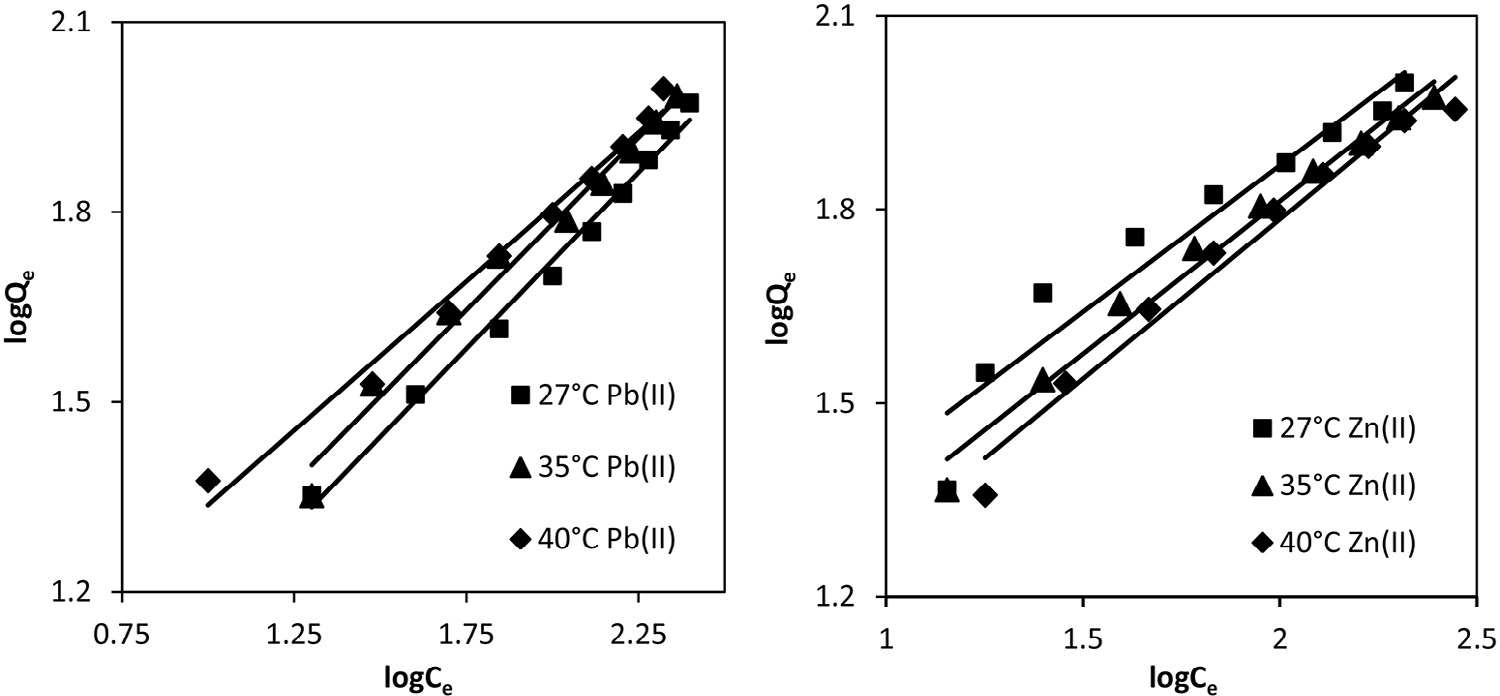 2.1
1.8
1.5
1.2
0.75
1.25
1.75
2.25
logQe
logCe
27°C Pb(II)
35°C Pb(II)
40°C Pb(II)
2.1
1.8
1.5
1.2
1
1.5
2
2.5
logQe
logCe
27°C Zn(II)
35°C Zn(II)
40°C Zn(II)